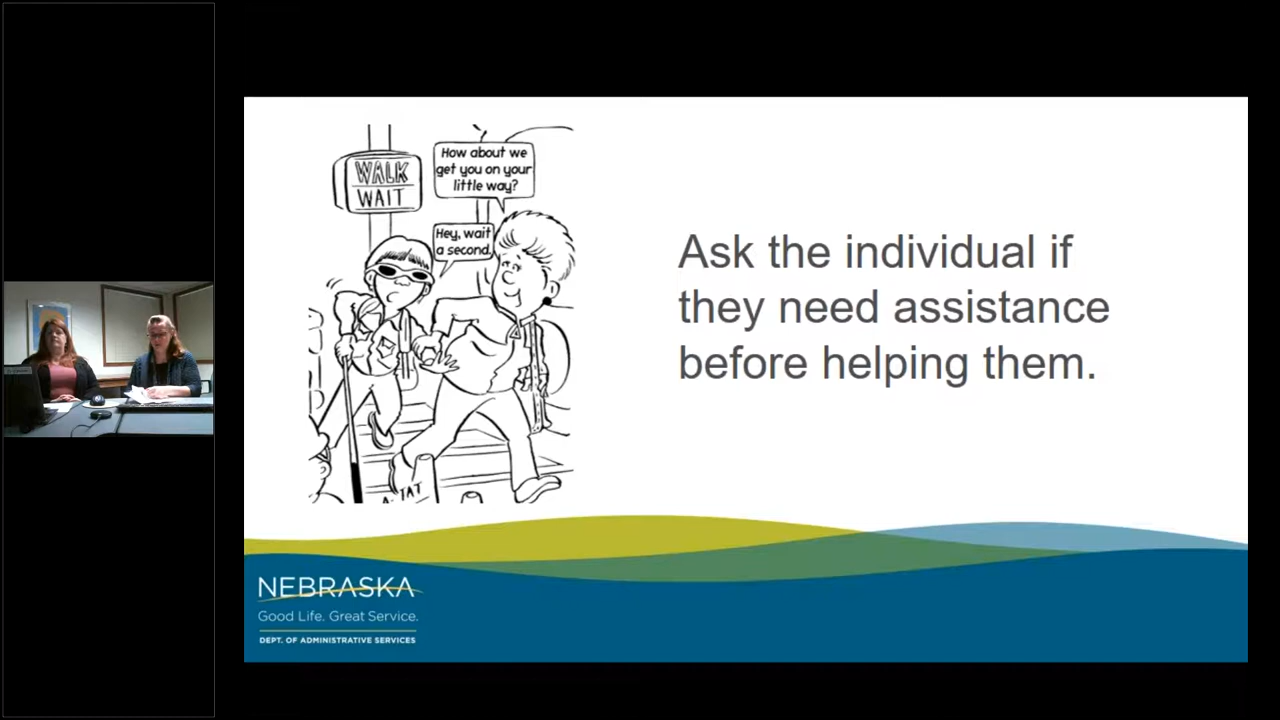 WALK
WAIT
How about we
get you on your
little way?
Hey, wait
a second.
Ask the individual if
they need assistance
before helping them.
NEBRASKA
Good Life. Great Service.
DEPT. OF ADMINISTRATIVE SERVICES